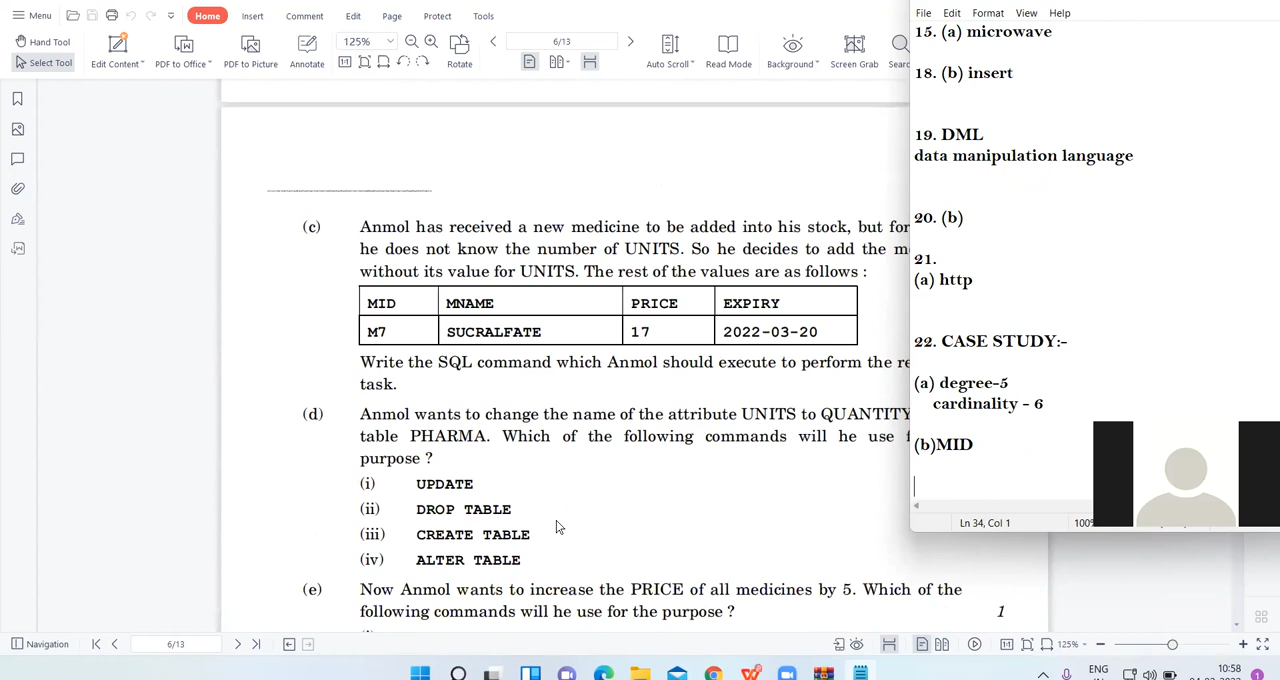 Menu
Home
Insert
Comment
Edit
Page
Protect
Tools
Hand Tool
Select Tool
Edit Content
PDF to Office
PDF to Picture
Annotate
125%
Rotate
6/13
Auto Scroll
Read Mode
Background
Screen Grab
(c) Anmol has received a new medicine to be added into his stock, but for
he does not know the number of UNITS. So he decides to add the
without its value for UNITS. The rest of the values are as follows :
MID MNAME PRICE EXPIRY
M7 SUCRALFATE 17 2022-03-20
Write the SQL command which Anmol should execute to perform the
task.
(d) Anmol wants to change the name of the attribute UNITS to QUANTITY
table PHARMA. Which of the following commands will he use
purpose ?
(i) UPDATE
(ii) DROP TABLE
(iii) CREATE TABLE
(iv) ALTER TABLE
(e) Now Anmol wants to increase the PRICE of all medicines by 5. Which of the
following commands will he use for the purpose ? 1
File Edit Format View Help
15. (a) microwave
18. (b) insert
19. DML
data manipulation language
20. (b)
21.
(a) http
22. CASE STUDY:-
(a) degree-5
cardinality - 6
(b)MID
Ln 34, Col 1
Navigation
6/13
125%
ENG
10:58